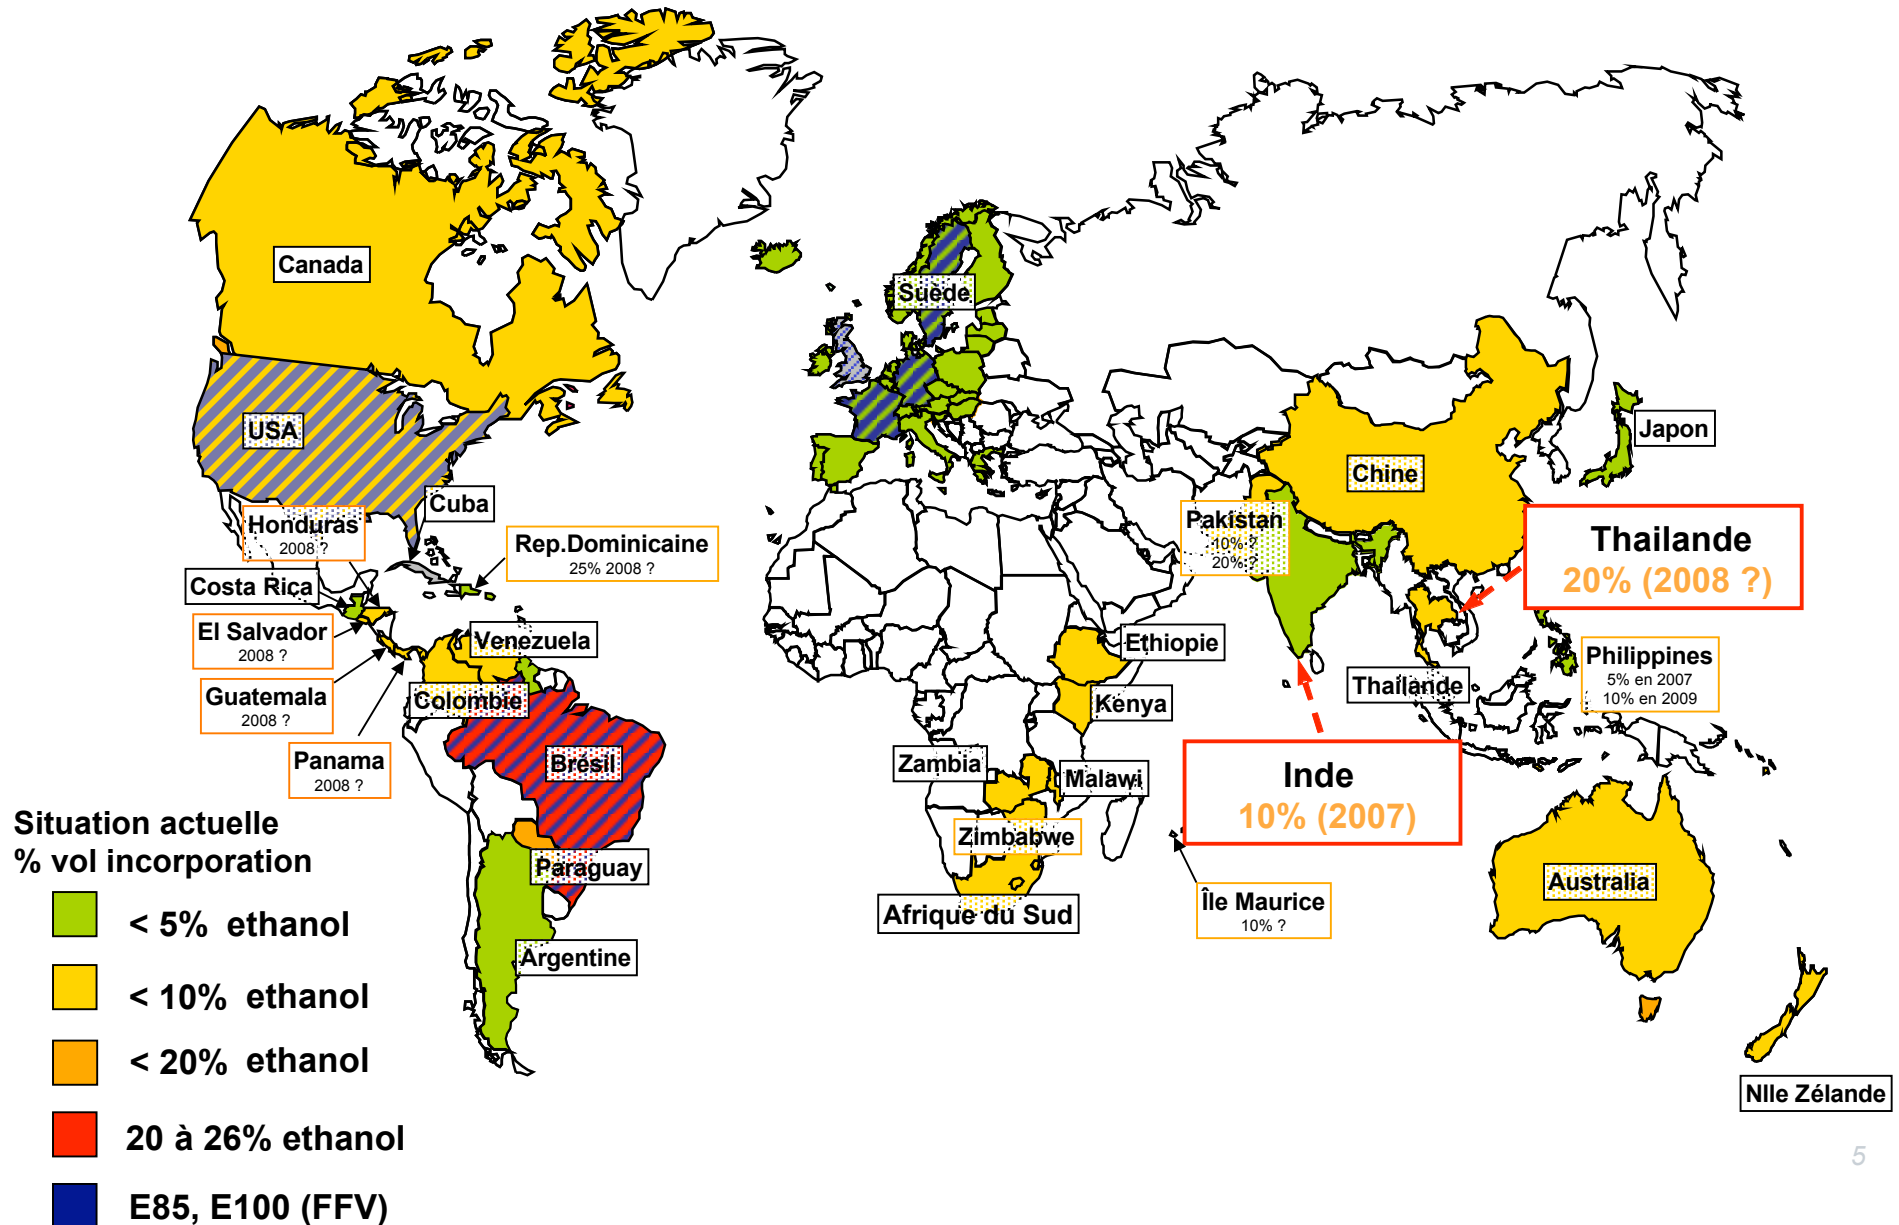 Canada
USA
Cuba
Honduras
2008 ?
Rep.Dominicaine
25% 2008 ?
Costa Rica
El Salvador
2008 ?
Venezuela
Guatemala
2008 ?
Colombie
Panama
2008 ?
Brésil
Paraguay
Argentine
Suède
Japon
Chine
Pakistan
10% ?
20% ?
Thailande
20% (2008 ?)
Ethiopie
Kenya
Thaïlande
Philippines
5% en 2007
10% en 2009
Zambia
Malawi
Inde
10% (2007)
Zimbabwe
Afrique du Sud
Île Maurice
10% ?
Australia
Nlle Zélande
Situation actuelle
% vol incorporation
< 5% ethanol
< 10% ethanol
< 20% ethanol
20 à 26% ethanol
E85, E100 (FFV)
5